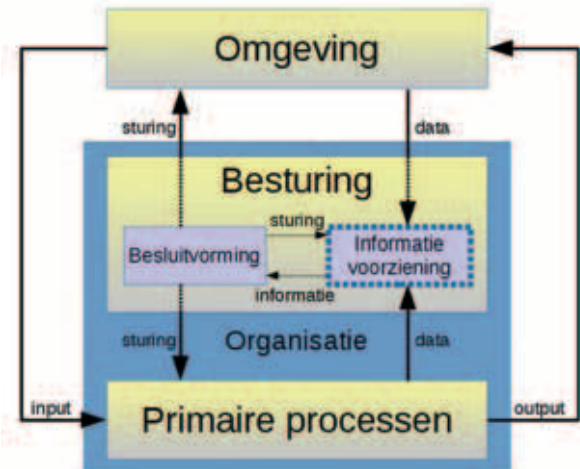 Omgeving
sturing
data
Besturing
sturing
Besluitvorming
Informatie
voorziening
informatie
sturing
Organisatie
data
input
Primaire processen
output